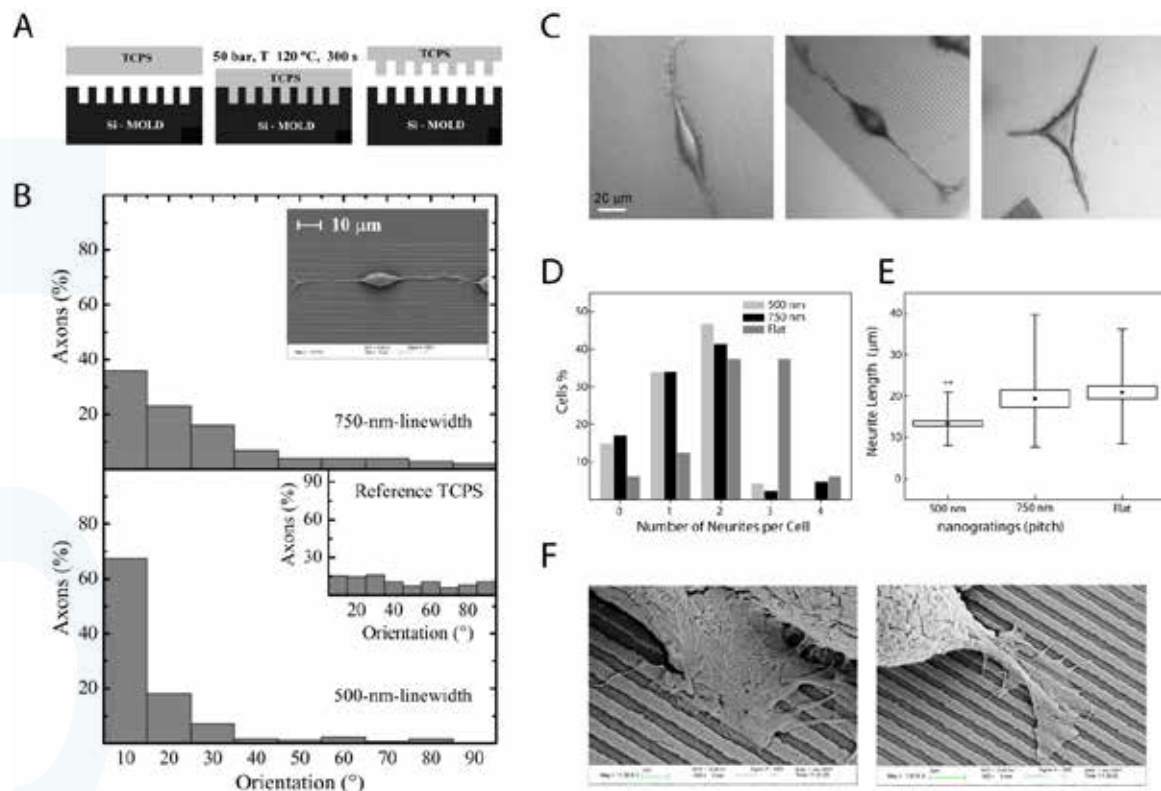 A
TCPS
Si - MOLD
50 bar, T 120 °C, 300 s
TCPS
Si - MOLD
TCPS
Si - MOLD
B
Axons (%)
80
60
40
20
10 μm
750-nm-linewidth
Axons (%)
80
60
40
20
Reference TCPS
Axons (%)
90
60
30
20 40 60 80
Orientation (°)
500-nm-linewidth
10 20 30 40 50 60 70 80 90
Orientation (°)
C
20 μm
D
Cells %
50
40
30
20
10
500 nm
750 nm
Flat
0 1 2 3 4
Number of Neurites per Cell
E
Neurite Length (μm)
40
30
20
10
0
500 nm 750 nm Flat
nanogratings (pitch)
F